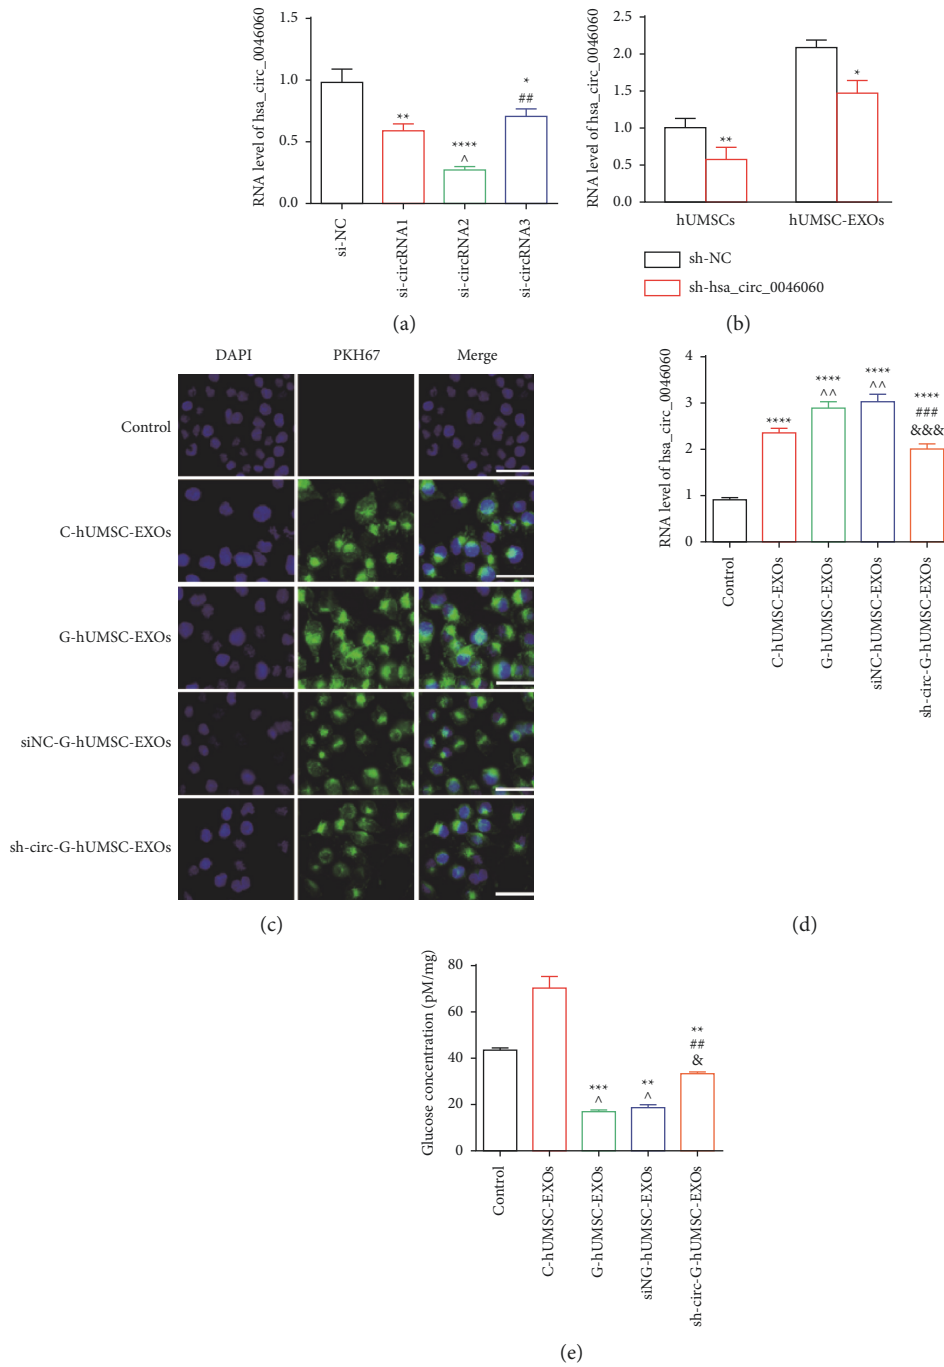 RNA level of hsa_circ_0046060
1.5
1.0
0.5
0.0
**
****
^
*
##
si-NC
si-circRNA1
si-circRNA2
si-circRNA3
(a)
RNA level of hsa_circ_0046060
2.5
2.0
1.5
1.0
0.5
0.0
**
*
hUMSCs
hUMSC-EXOs
sh-NC
sh-hsa_circ_0046060
(b)
DAPI
PKH67
Merge
Control
C-hUMSC-EXOs
G-hUMSC-EXOs
siNC-G-hUMSC-EXOs
sh-circ-G-hUMSC-EXOs
(c)
RNA level of hsa_circ_0046060
4
3
2
1
0
****
****
^^
****
^^
****
###
&&&
Control
C-hUMSC-EXOs
G-hUMSC-EXOs
siNC-hUMSC-EXOs
sh-circ-G-hUMSC-EXOs
(d)
Glucose concentration (pM/mg)
80
60
40
20
0
***
^
**
^
**
##
&
Control
C-hUMSC-EXOs
G-hUMSC-EXOs
siNG-hUMSC-EXOs
sh-circ-G-hUMSC-EXOs
(e)